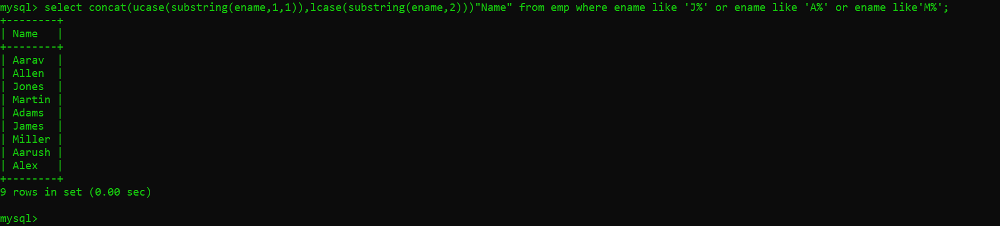 mysql> select concat(ucase(substring(ename,1,1)),lcase(substring(ename,2)))"Name" from emp where ename like 'J%' or ename like 'A%' or ename like'M%';
+--------+
| Name   |
+--------+
| Aarav  |
| Allen  |
| Jones  |
| Martin |
| Adams  |
| James  |
| Miller |
| Aarush |
| Alex   |
+--------+
9 rows in set (0.00 sec)
mysql>